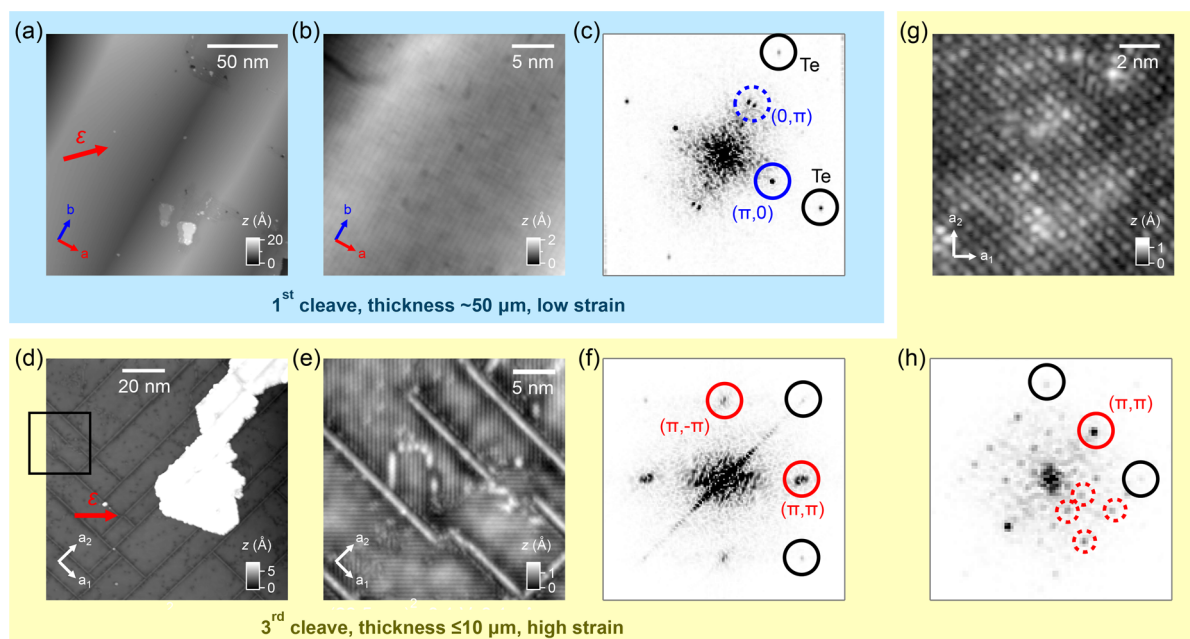 (a)
50 nm
ε
b
a
z (Å)
20
0
(b)
5 nm
b
a
z (Å)
2
0
(c)
Te
(0,π)
Te
(π,0)
1st cleave, thickness ~50 μm, low strain
(g)
2 nm
a2
a1
z (Å)
1
0
(d)
20 nm
ε
a2
a1
z (Å)
5
0
(e)
5 nm
a2
a1
z (Å)
1
0
(f)
(π,-π)
(π,π)
(h)
(π,π)
3rd cleave, thickness ≤10 μm, high strain